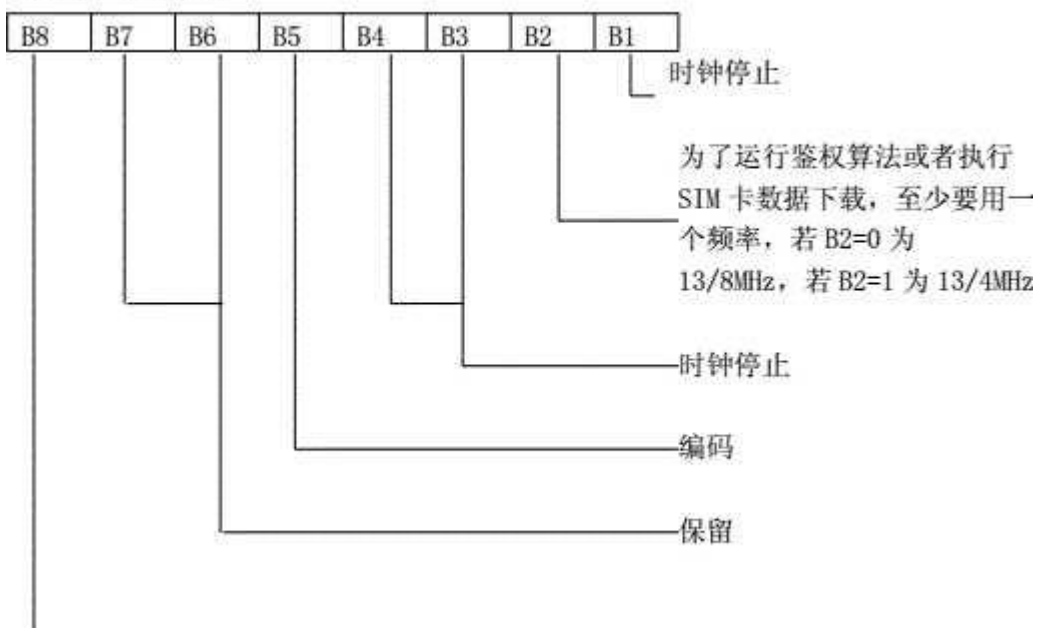 B8 B7 B6 B5 B4 B3 B2 B1
时钟停止
为了运行鉴权算法或者执行
SIM 卡数据下载，至少要用一
个频率，若 B2=0 为
13/8MHz，若 B2=1 为 13/4MHz
时钟停止
编码
保留